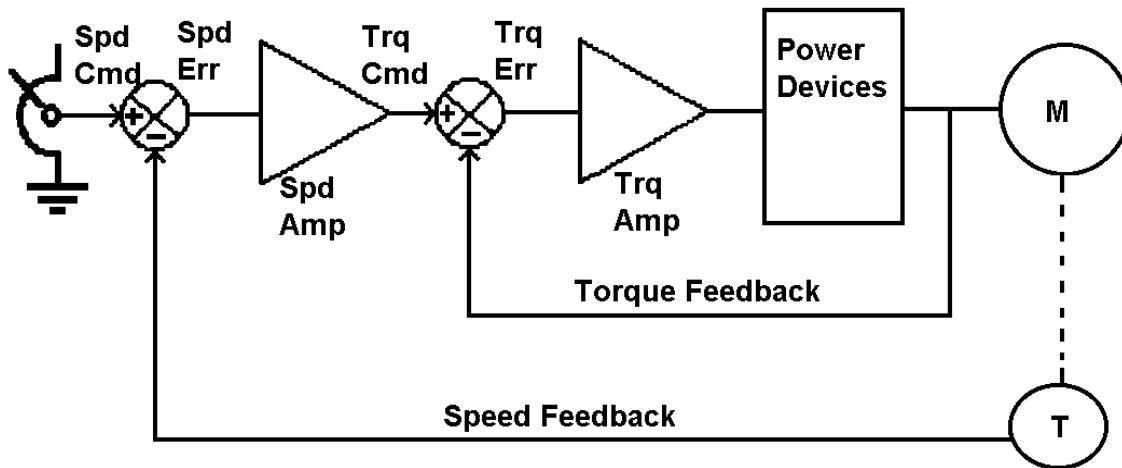 Spd
Cmd
Spd
Err
Trq
Cmd
Trq
Err
Power
Devices
M
+
−
+
−
Spd
Amp
Trq
Amp
Torque Feedback
Speed Feedback
T